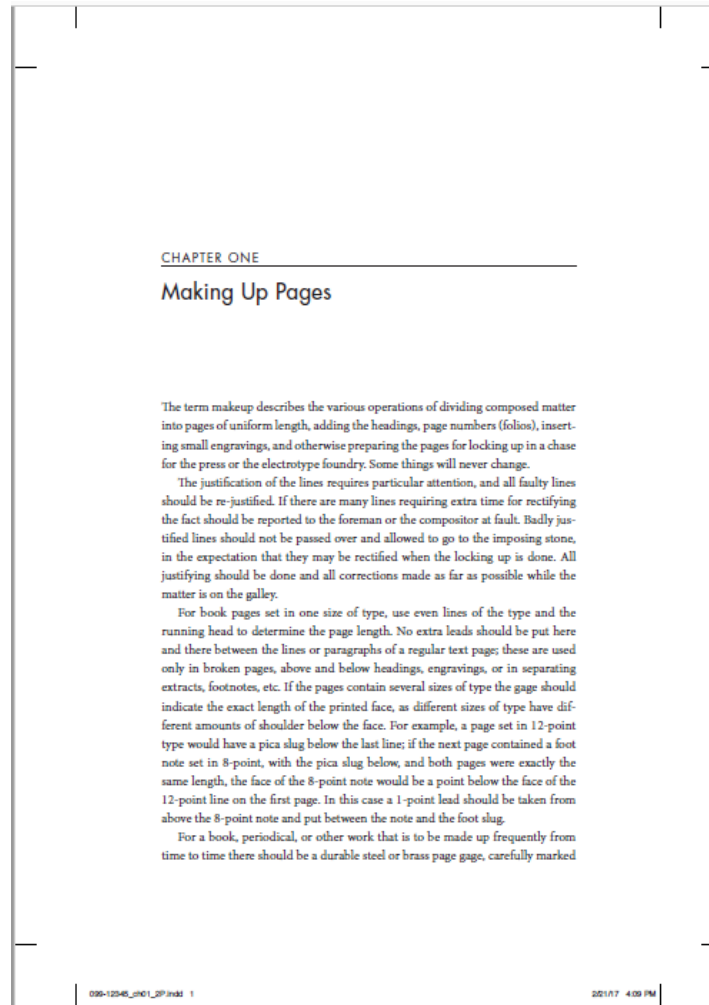 CHAPTER ONE
Making Up Pages
The term makeup describes the various operations of dividing composed matter
into pages of uniform length, adding the headings, page numbers (folios), insert-
ing small engravings, and otherwise preparing the pages for locking up in a chase
for the press or the electrotype foundry. Some things will never change.
The justification of the lines requires particular attention, and all faulty lines
should be re-justified. If there are many lines requiring extra time for rectifying
the fact should be reported to the foreman or the compositor at fault. Badly jus-
tified lines should not be passed over and allowed to go to the imposing stone,
in the expectation that they may be rectified when the locking up is done. All
justifying should be done and all corrections made as far as possible while the
matter is on the galley.
For book pages set in one size of type, use even lines of the type and the
running head to determine the page length. No extra leads should be put here
and there between the lines or paragraphs of a regular text page; these are used
only in broken pages, above and below headings, engravings, or in separating
extracts, footnotes, etc. If the pages contain several sizes of type the gage should
indicate the exact length of the printed face, as different sizes of type have dif-
ferent amounts of shoulder below the face. For example, a page set in 12-point
type would have a pica slug below the last line; if the next page contained a foot
note set in 8-point, with the pica slug below, and both pages were exactly the
same length, the face of the 8-point note would be a point below the face of the
12-point line on the first page. In this case a 1-point lead should be taken from
above the 8-point note and put between the note and the foot slug.
For a book, periodical, or other work that is to be made up frequently from
time to time there should be a durable steel or brass page gage, carefully marked
099-12345_ch01_2P.indd 1
2/21/17 4:09 PM